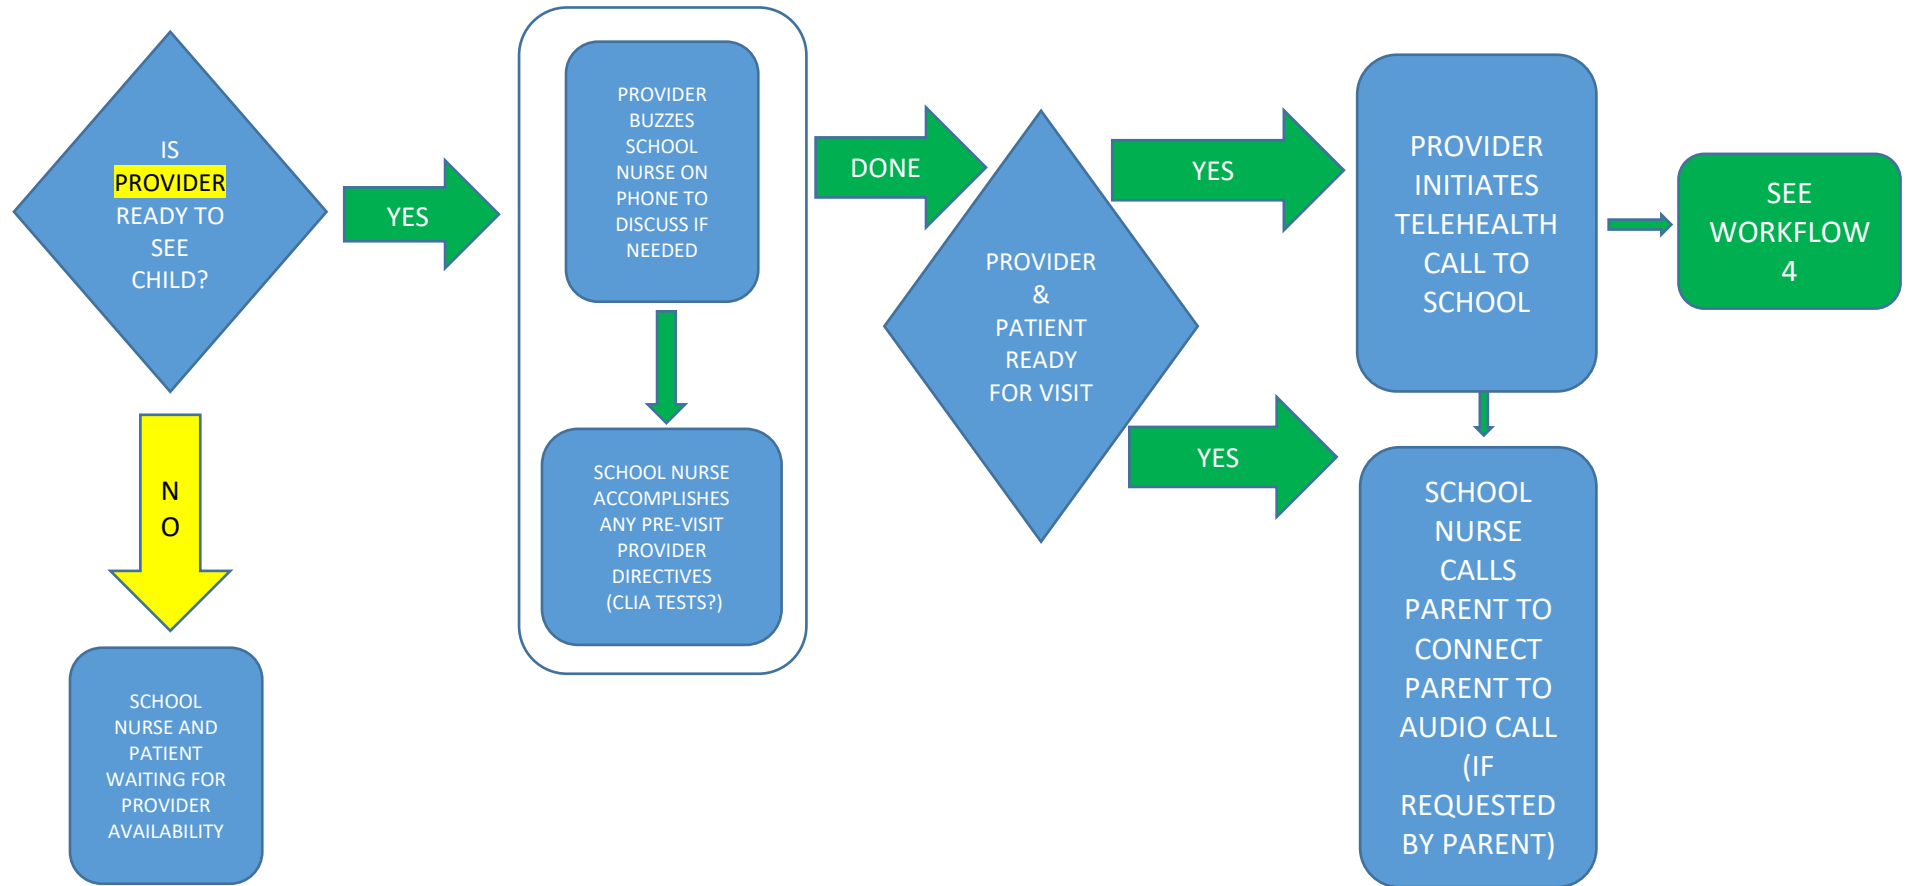 IS
PROVIDER
READY TO
SEE
CHILD?
YES
N
O
SCHOOL
NURSE AND
PATIENT
WAITING FOR
PROVIDER
AVAILABILITY
PROVIDER
BUZZES
SCHOOL
NURSE ON
PHONE TO
DISCUSS IF
NEEDED
SCHOOL NURSE
ACCOMPLISHES
ANY PRE-VISIT
PROVIDER
DIRECTIVES
(CLIA TESTS?)
DONE
PROVIDER
&
PATIENT
READY
FOR VISIT
YES
YES
PROVIDER
INITIATES
TELEHEALTH
CALL TO
SCHOOL
SCHOOL
NURSE
CALLS
PARENT TO
CONNECT
PARENT TO
AUDIO CALL
(IF
REQUESTED
BY PARENT)
SEE
WORKFLOW
4